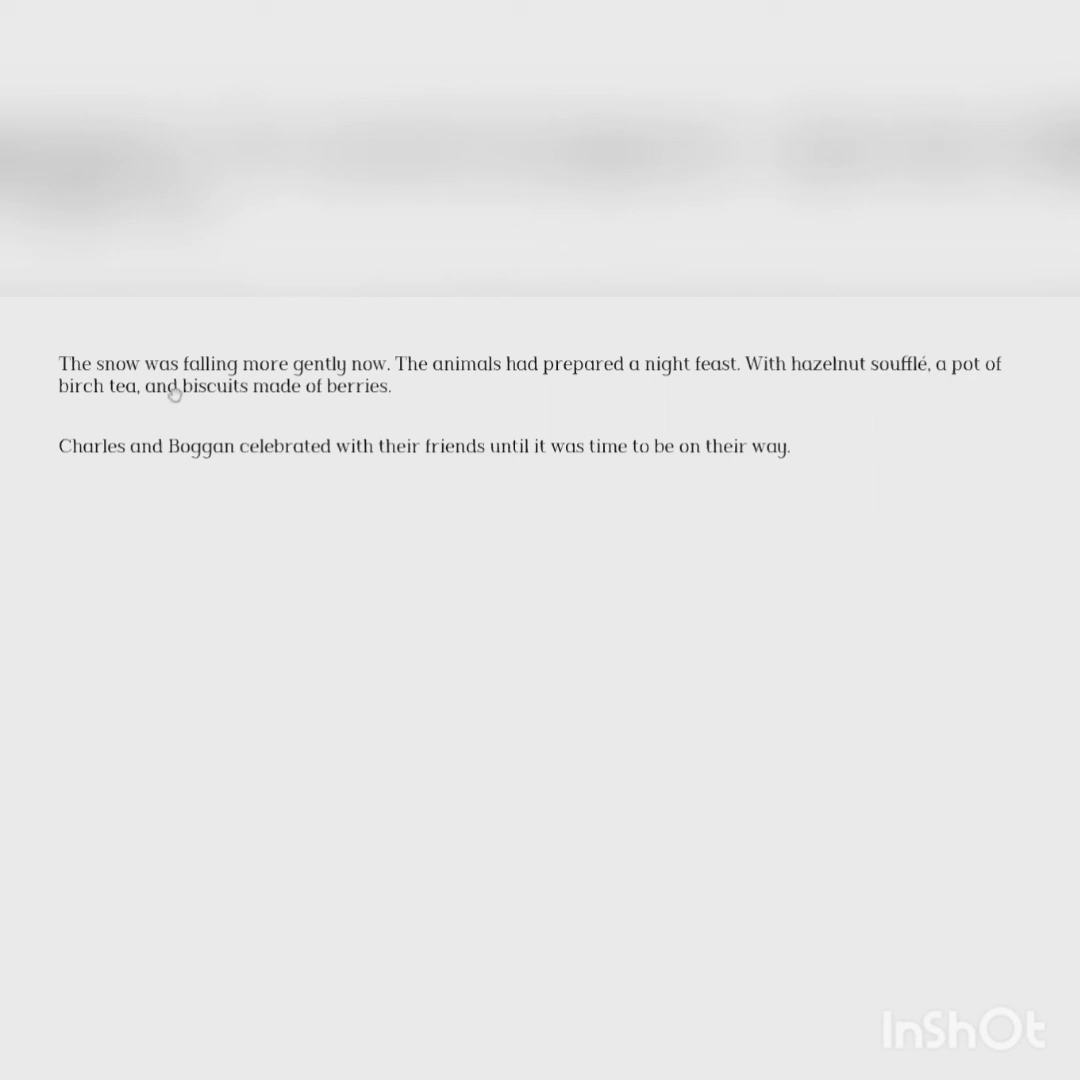 The snow was falling more gently now. The animals had prepared a night feast. With hazelnut soufflé, a pot of
birch tea, and biscuits made of berries.
Charles and Boggan celebrated with their friends until it was time to be on their way.
InShOt